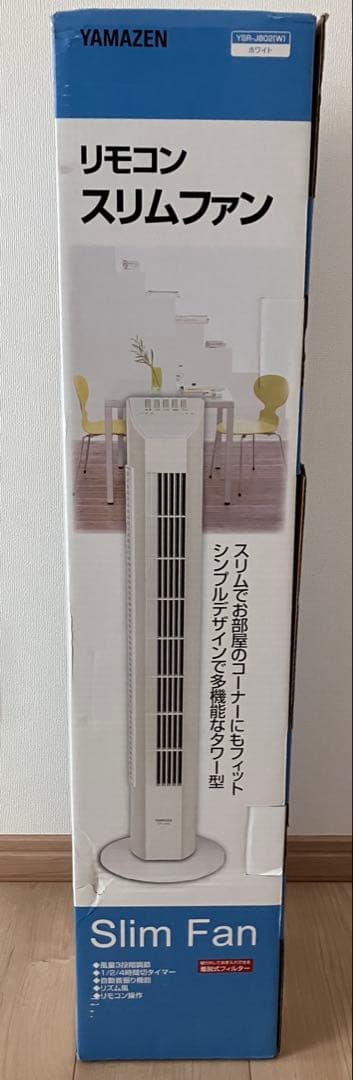 YAMAZEN
YSR-J802(W)
ホワイト
リモコン
スリムファン
スリムでお部屋のコーナーにもフィット
シンプルデザインで多機能なタワー型
YAMAZEN
Slim Fan
◆風量3段階調節
◆1/2/4時間切タイマー
◆自動首振り機能
◆リズム風
◆リモコン操作
着脱式フィルター